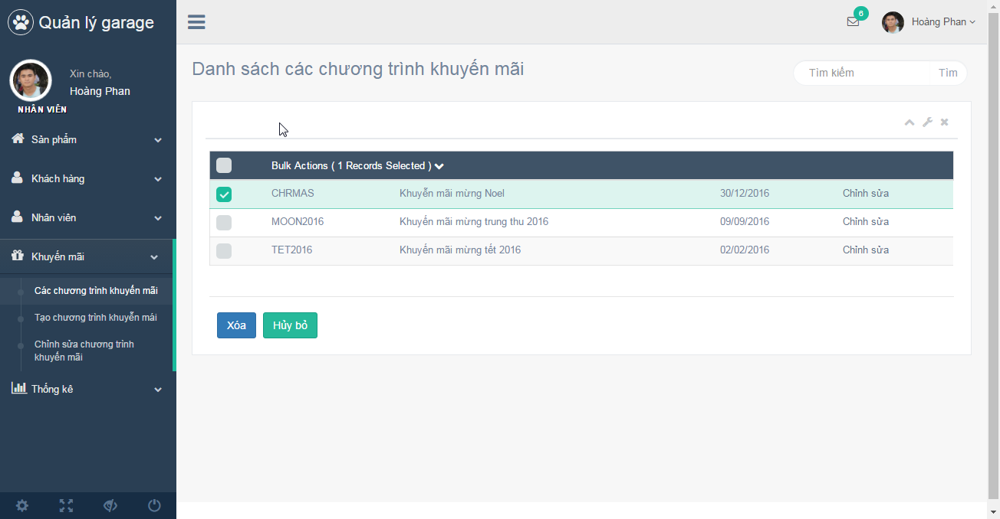 Quản lý garage
6
Hoàng Phan
Xin chào,
Hoàng Phan
NHÂN VIÊN
Sản phẩm
Khách hàng
Nhân viên
Khuyến mãi
Các chương trình khuyến mãi
Tạo chương trình khuyến mái
Chỉnh sửa chương trình
khuyến mãi
Thống kê
Danh sách các chương trình khuyến mãi
Tìm kiếm
Tìm
Bulk Actions ( 1 Records Selected )
CHRMAS Khuyến mãi mừng Noel 30/12/2016 Chỉnh sửa
MOON2016 Khuyến mãi mừng trung thu 2016 09/09/2016 Chỉnh sửa
TET2016 Khuyến mãi mừng tết 2016 02/02/2016 Chỉnh sửa
Xóa
Hủy bỏ